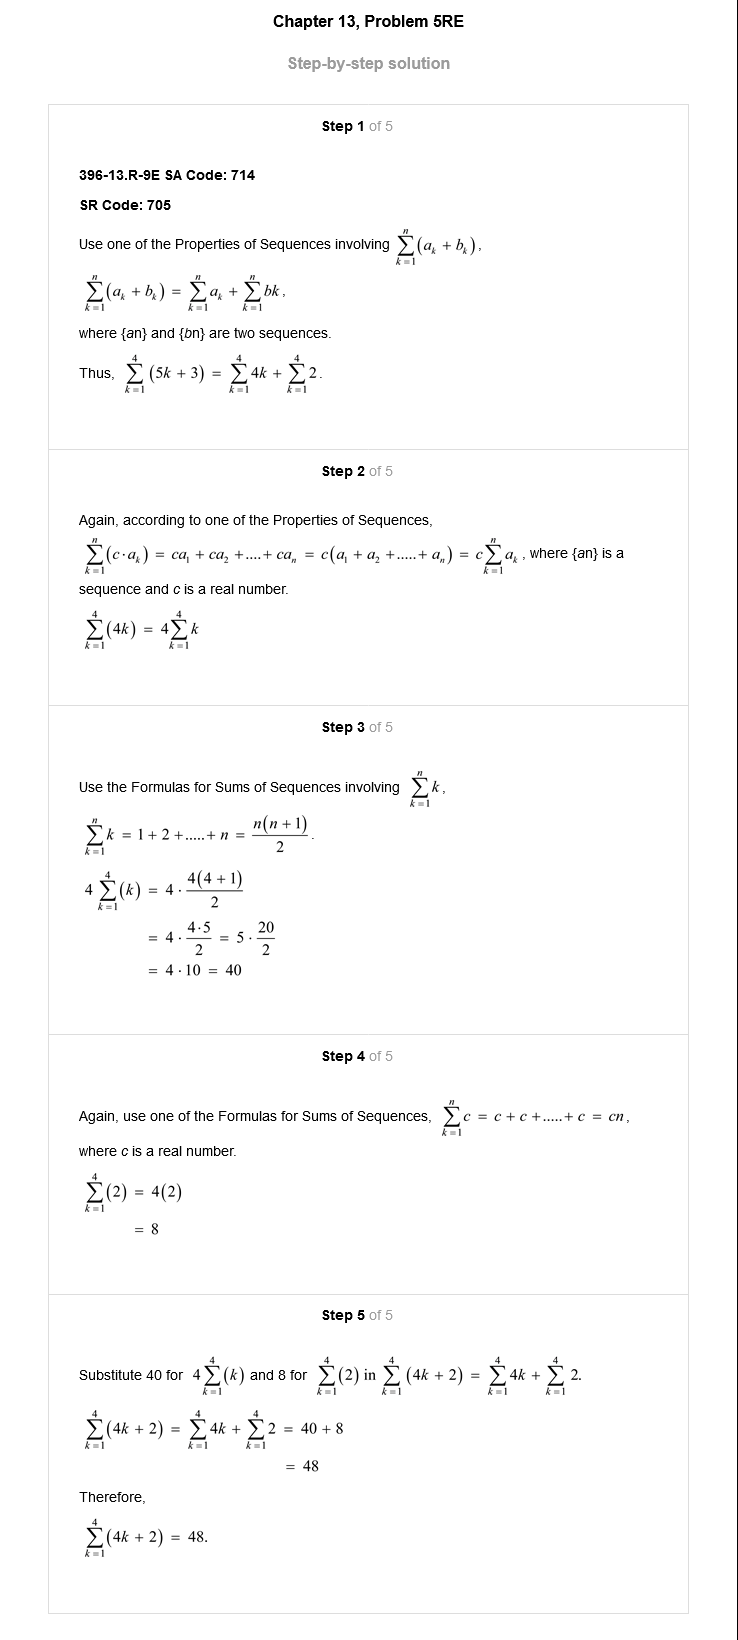 Chapter 13, Problem 5RE
Step-by-step solution
Step 1 of 5
396-13.R-9E SA Code: 714
SR Code: 705
Use one of the Properties of Sequences involving $\sum_{k=1}^{n}(a_k + b_k)$,
$\sum_{k=1}^{n}(a_k + b_k) = \sum_{k=1}^{n} a_k + \sum_{k=1}^{n} bk$,
where {an} and {bn} are two sequences.
Thus, $\sum_{k=1}^{4}(5k + 3) = \sum_{k=1}^{4} 4k + \sum_{k=1}^{4} 2$.
Step 2 of 5
Again, according to one of the Properties of Sequences,
$\sum_{k=1}^{n}(c \cdot a_k) = ca_1 + ca_2 + .... + ca_n = c(a_1 + a_2 + ..... + a_n) = c\sum_{k=1}^{n} a_k$, where {an} is a
sequence and c is a real number.
$\sum_{k=1}^{4}(4k) = 4\sum_{k=1}^{4} k$
Step 3 of 5
Use the Formulas for Sums of Sequences involving $\sum_{k=1}^{n} k$,
$\sum_{k=1}^{n} k = 1 + 2 + ..... + n = \frac{n(n+1)}{2}$.
$4\sum_{k=1}^{4}(k) = 4 \cdot \frac{4(4+1)}{2}$
$= 4 \cdot \frac{4 \cdot 5}{2} = 5 \cdot \frac{20}{2}$
$= 4 \cdot 10 = 40$
Step 4 of 5
Again, use one of the Formulas for Sums of Sequences, $\sum_{k=1}^{n} c = c + c + ..... + c = cn$,
where c is a real number.
$\sum_{k=1}^{4}(2) = 4(2)$
$= 8$
Step 5 of 5
Substitute 40 for $4\sum_{k=1}^{4}(k)$ and 8 for $\sum_{k=1}^{4}(2)$ in $\sum_{k=1}^{4}(4k + 2) = \sum_{k=1}^{4} 4k + \sum_{k=1}^{4} 2.$
$\sum_{k=1}^{4}(4k + 2) = \sum_{k=1}^{4} 4k + \sum_{k=1}^{4} 2 = 40 + 8$
$= 48$
Therefore,
$\sum_{k=1}^{4}(4k + 2) = 48.$